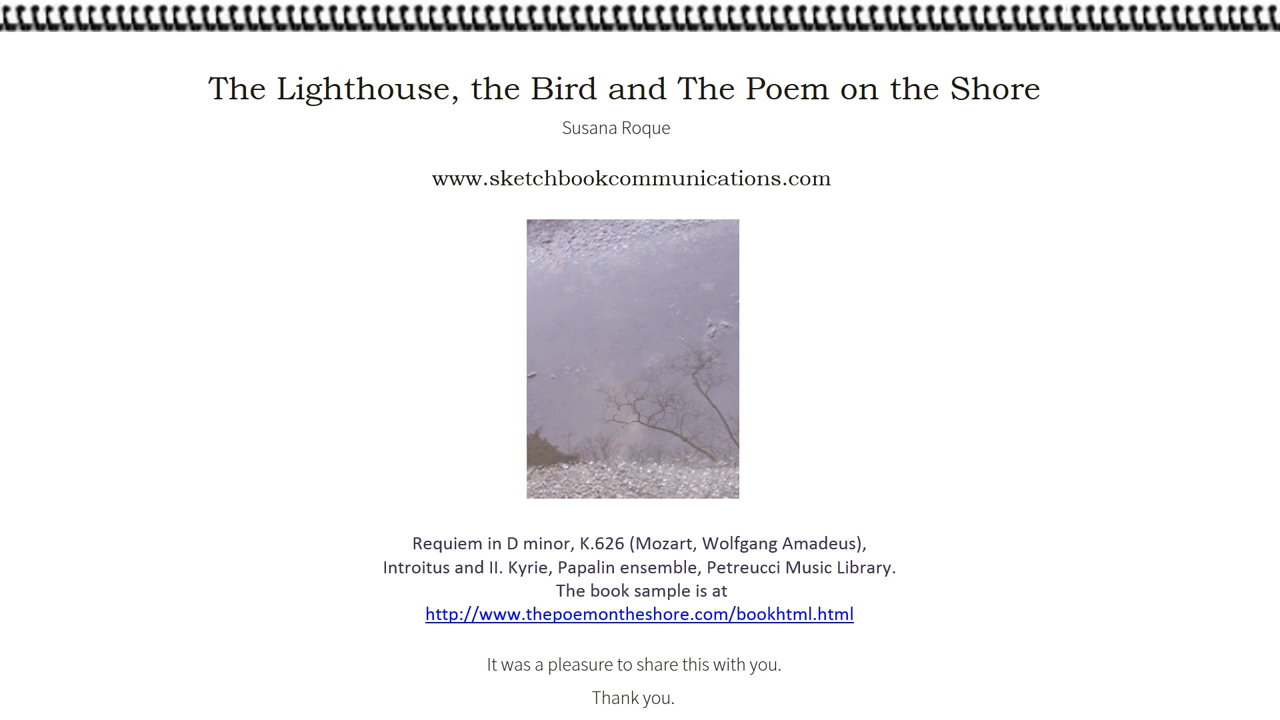 The Lighthouse, the Bird and The Poem on the Shore
Susana Roque
www.sketchbookcommunications.com
Requiem in D minor, K.626 (Mozart, Wolfgang Amadeus),
Introitus and II. Kyrie, Papalin ensemble, Petreucci Music Library.
The book sample is at
http://www.thepoemontheshore.com/bookhtml.html
It was a pleasure to share this with you.
Thank you.